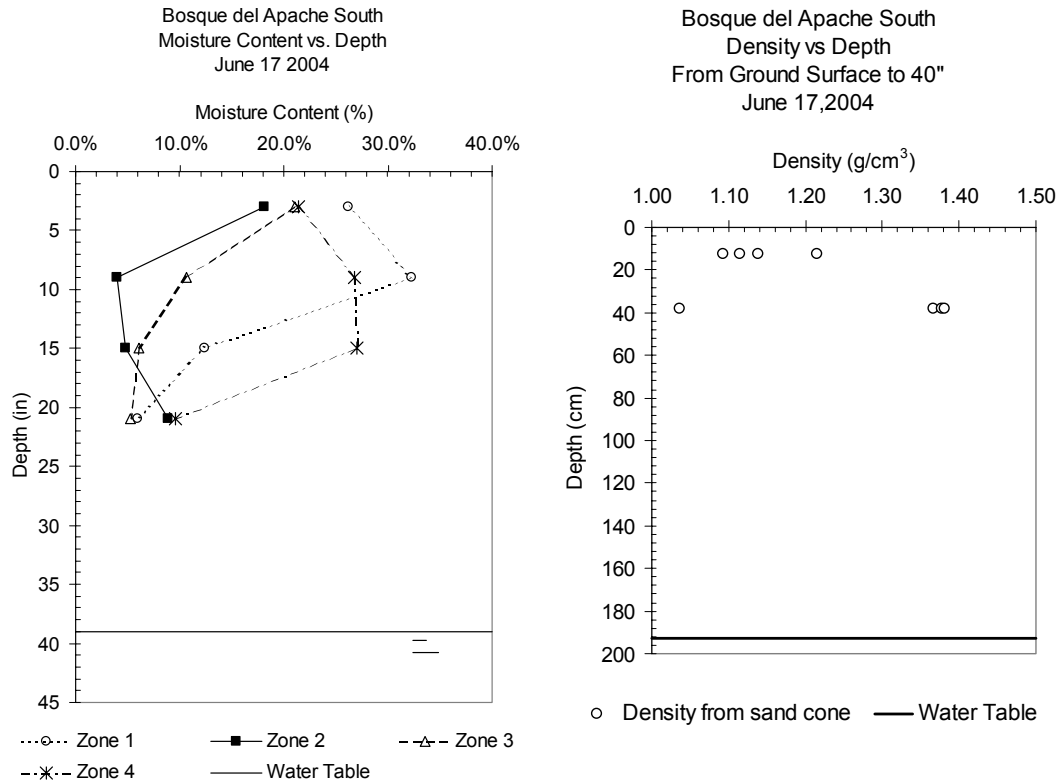 Bosque del Apache South
Moisture Content vs. Depth
June 17 2004
Moisture Content (%)
0.0% 10.0% 20.0% 30.0% 40.0%
0
5
10
15
20
25
29
30
35
39
40
45
Depth (in)
Zone 1 Zone 2 Zone 3
Zone 4 Water Table
Bosque del Apache South
Density vs Depth
From Ground Surface to 40"
June 17,2004
Density (g/cm³)
1.00 1.10 1.20 1.30 1.40 1.50
0
20
40
60
80
100
120
140
160
180
200
Depth (cm)
Density from sand cone Water Table